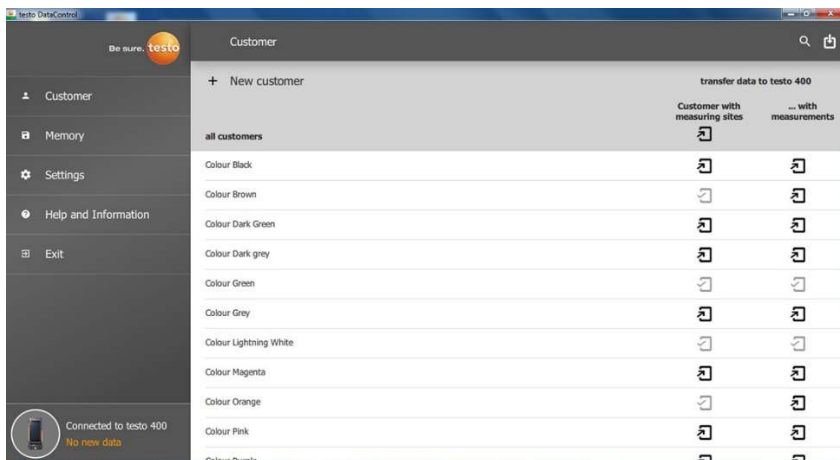 testo DataControl
Be sure. testo
Customer
Memory
Settings
Help and Information
Exit
Connected to testo 400
No new data
Customer
+ New customer
transfer data to testo 400
Customer with
measuring sites
... with
measurements
all customers
Colour Black
Colour Brown
Colour Dark Green
Colour Dark grey
Colour Green
Colour Grey
Colour Lightning White
Colour Magenta
Colour Orange
Colour Pink
Colour Purple